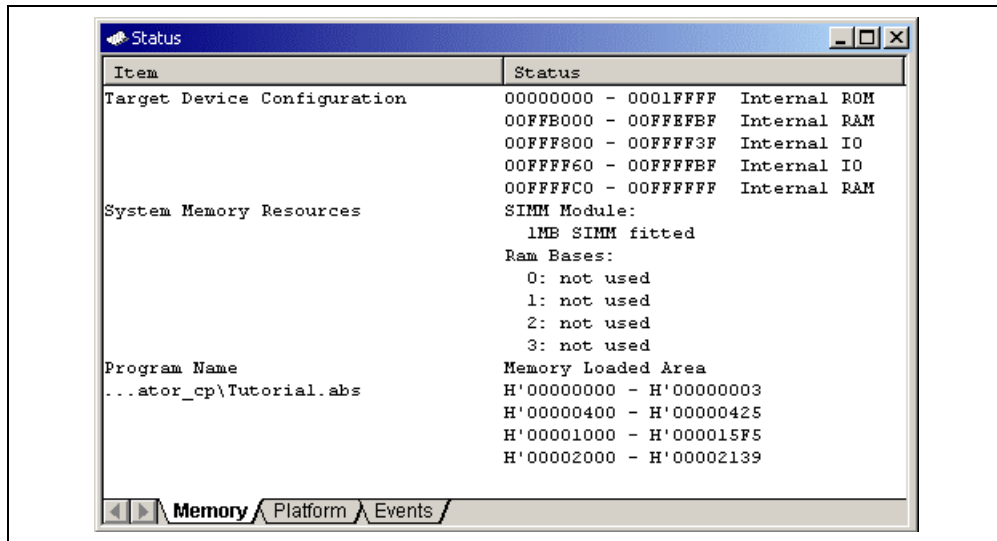 Status
Item Status
Target Device Configuration 00000000 - 0001FFFF Internal ROM
00FFB000 - 00FFEFBF Internal RAM
00FFF800 - 00FFFF3F Internal IO
00FFFF60 - 00FFFFBF Internal IO
00FFFFC0 - 00FFFFFF Internal RAM
System Memory Resources SIMM Module:
1MB SIMM fitted
Ram Bases:
0: not used
1: not used
2: not used
3: not used
Program Name Memory Loaded Area
...ator_cp\Tutorial.abs H'00000000 - H'00000003
H'00000400 - H'00000425
H'00001000 - H'000015F5
H'00002000 - H'00002139
Memory Platform Events